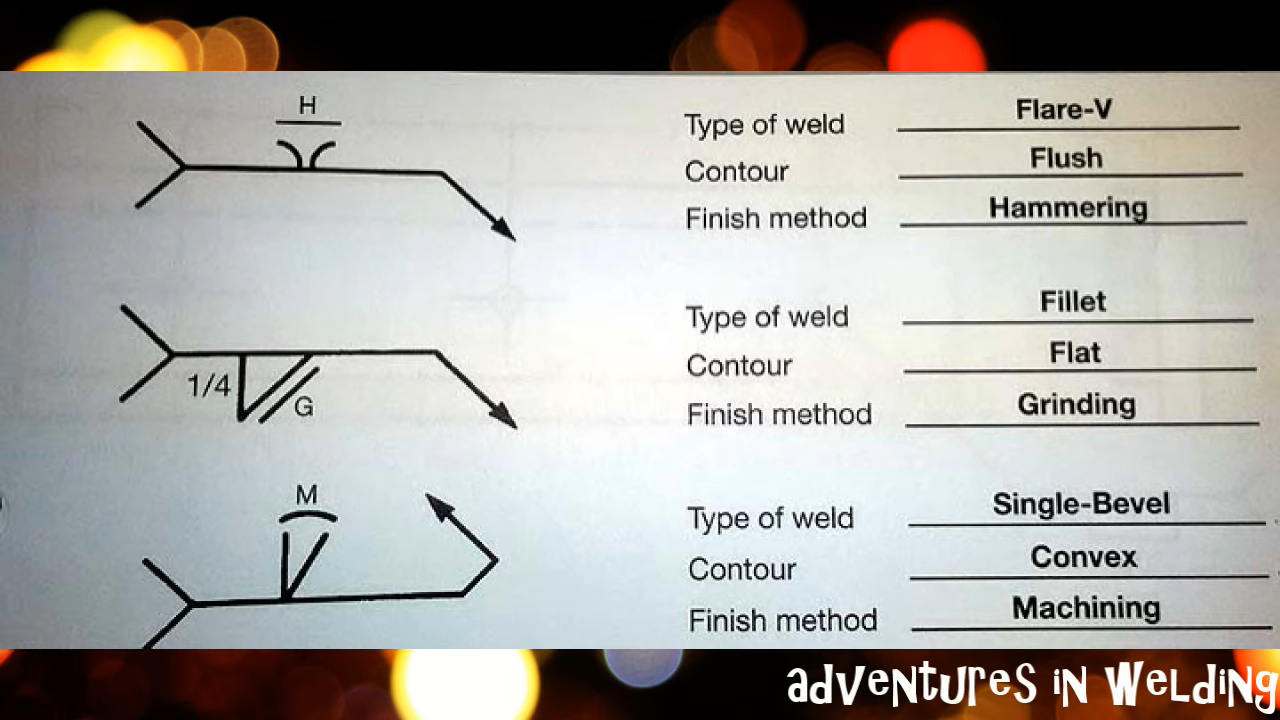 H
Type of weld Flare-V
Contour Flush
Finish method Hammering
1/4
G
Type of weld Fillet
Contour Flat
Finish method Grinding
M
Type of weld Single-Bevel
Contour Convex
Finish method Machining
adVeNtUReS iN WeLdiNg